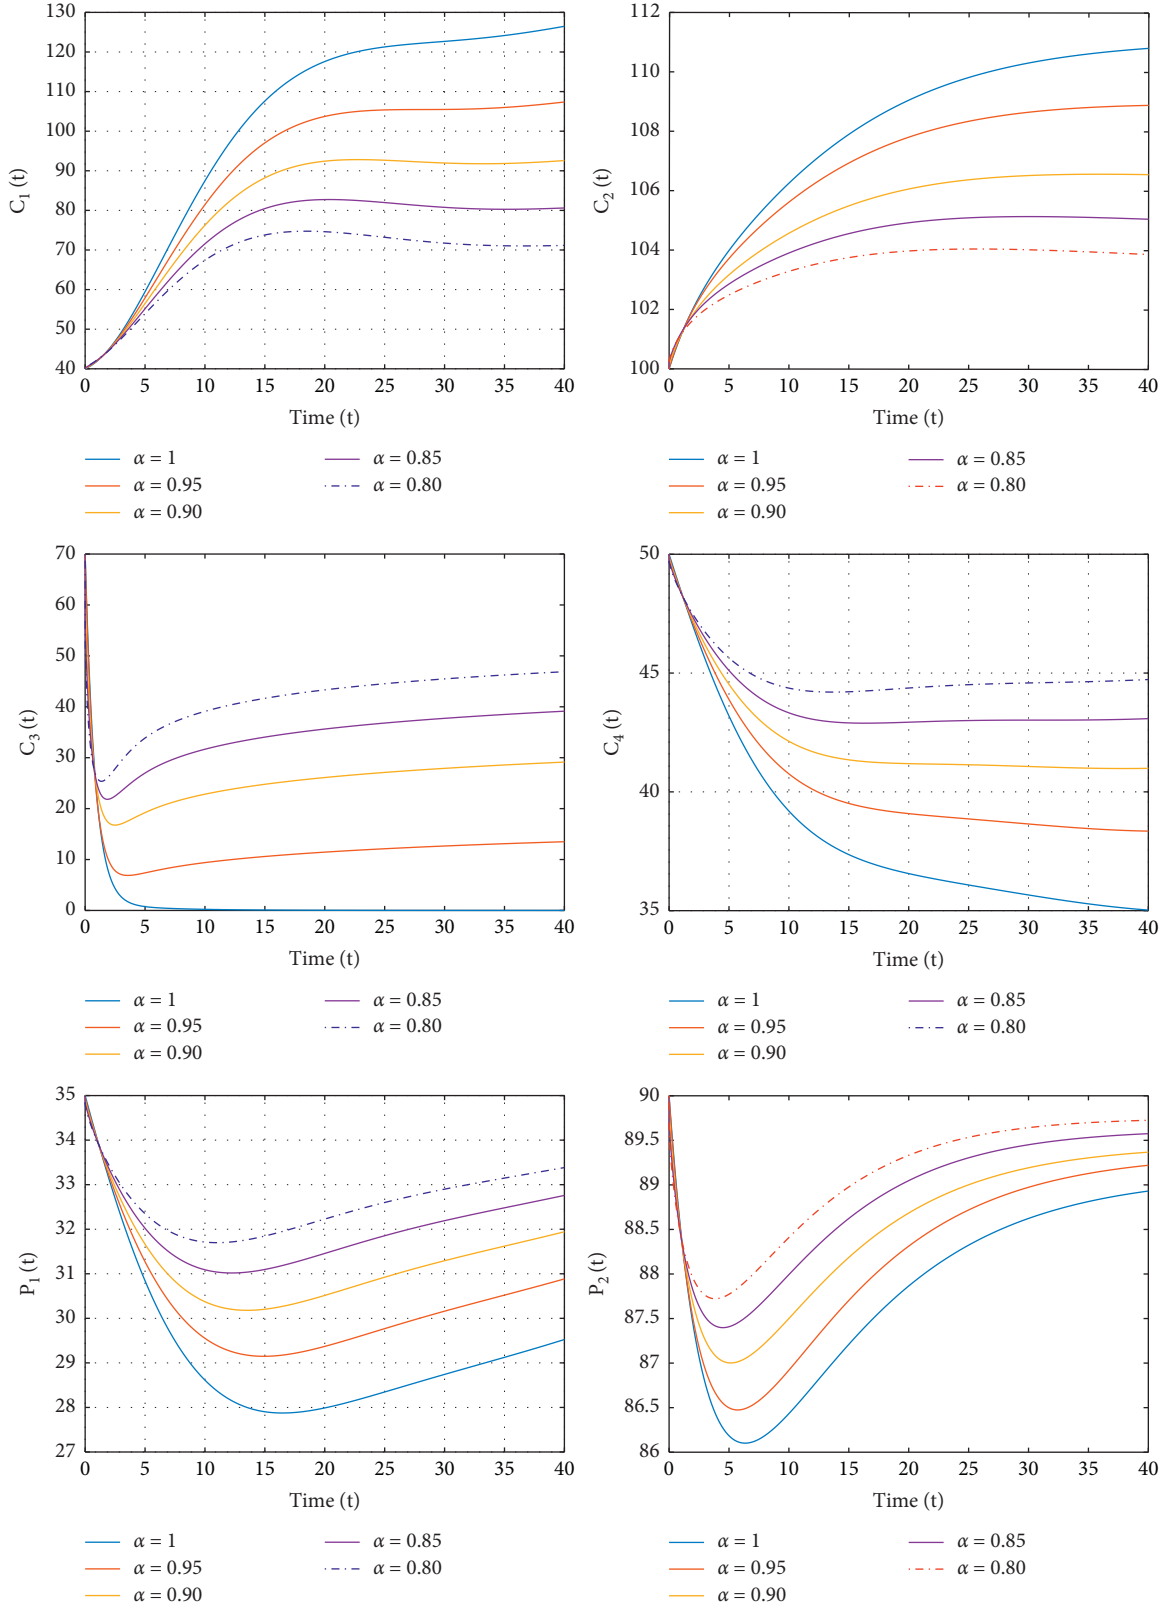 130
120
110
100
90
80
70
60
50
40
C1 (t)
0 5 10 15 20 25 30 35 40
Time (t)
α = 1
α = 0.95
α = 0.90
α = 0.85
α = 0.80
112
110
108
106
104
102
100
C2 (t)
0 5 10 15 20 25 30 35 40
Time (t)
α = 1
α = 0.95
α = 0.90
α = 0.85
α = 0.80
70
60
50
40
30
20
10
0
C3 (t)
0 5 10 15 20 25 30 35 40
Time (t)
α = 1
α = 0.95
α = 0.90
α = 0.85
α = 0.80
50
45
40
35
C4 (t)
0 5 10 15 20 25 30 35 40
Time (t)
α = 1
α = 0.95
α = 0.90
α = 0.85
α = 0.80
35
34
33
32
31
30
29
28
27
P1 (t)
0 5 10 15 20 25 30 35 40
Time (t)
α = 1
α = 0.95
α = 0.90
α = 0.85
α = 0.80
90
89.5
89
88.5
88
87.5
87
86.5
86
P2 (t)
0 5 10 15 20 25 30 35 40
Time (t)
α = 1
α = 0.95
α = 0.90
α = 0.85
α = 0.80